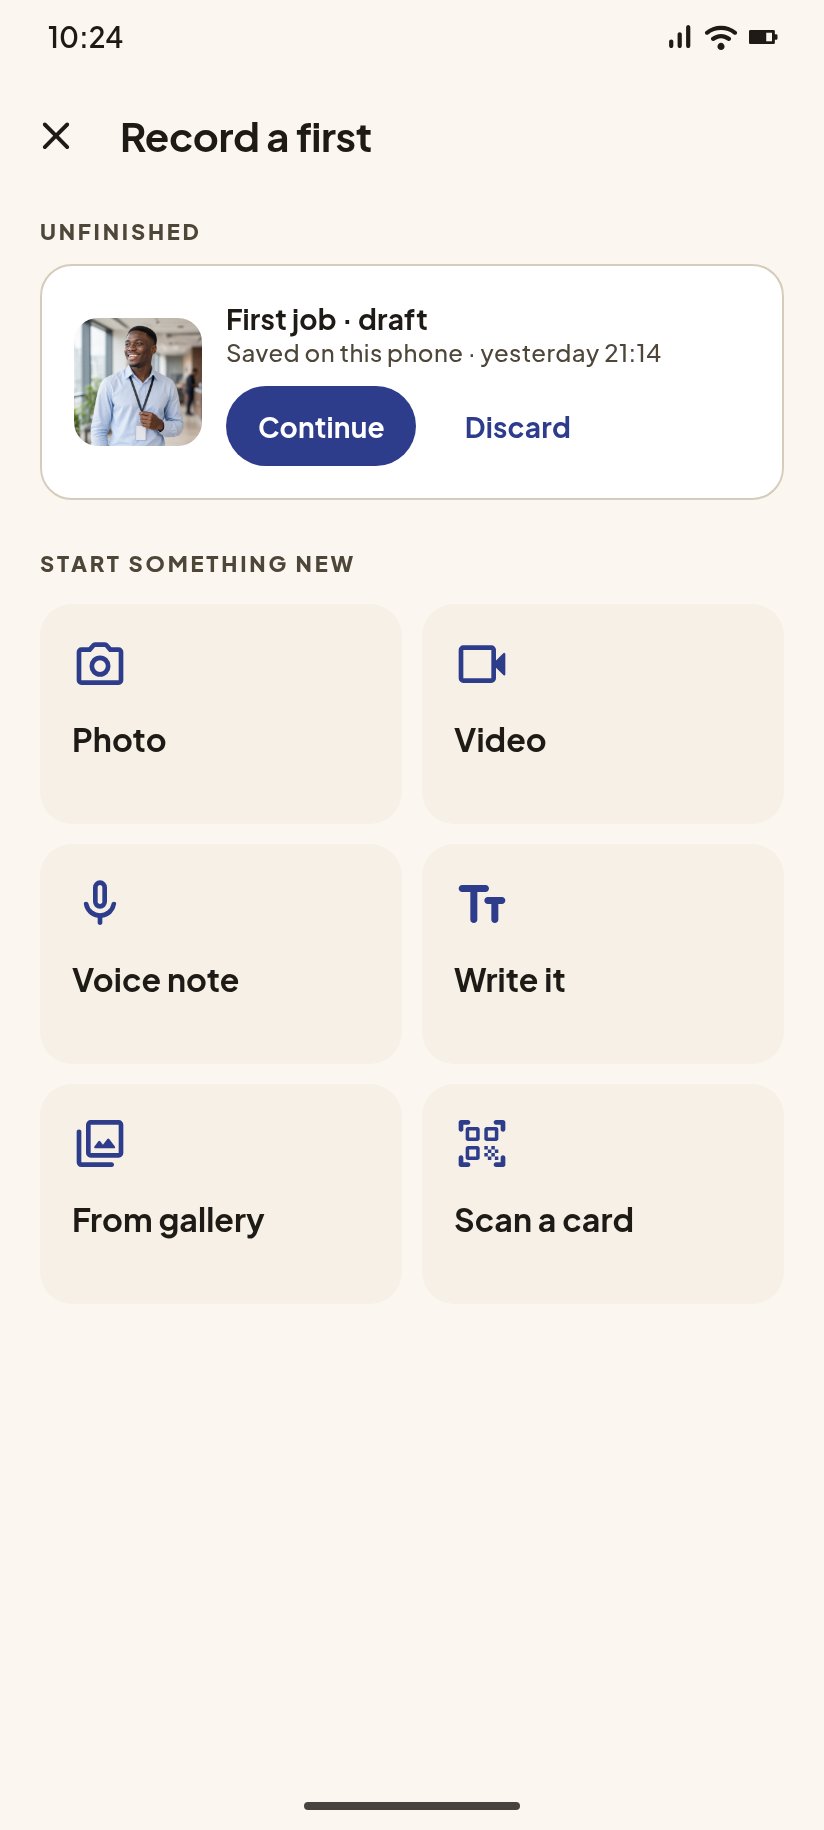 10:24
Record a first
UNFINISHED
First job · draft
Saved on this phone · yesterday 21:14
Continue
Discard
START SOMETHING NEW
Photo
Video
Voice note
Write it
From gallery
Scan a card